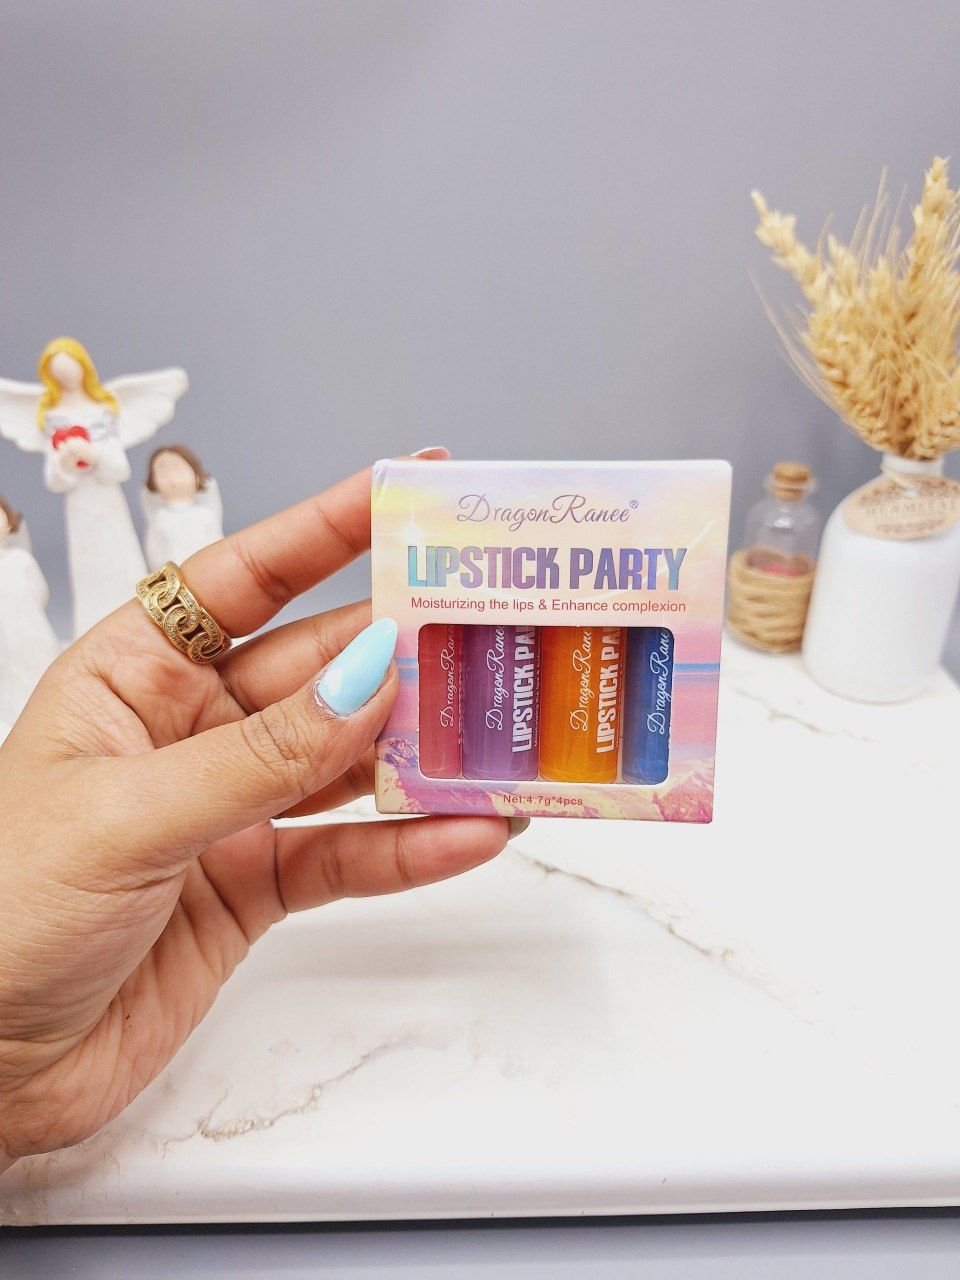 DragonRanee®
LIPSTICK PARTY
Moisturizing the lips & Enhance complexion
DragonRa
DragonRanee
LIPSTICK PA
DragonRanee
LIPSTICK PA
DragonRanee
Net:4.7g*4pcs